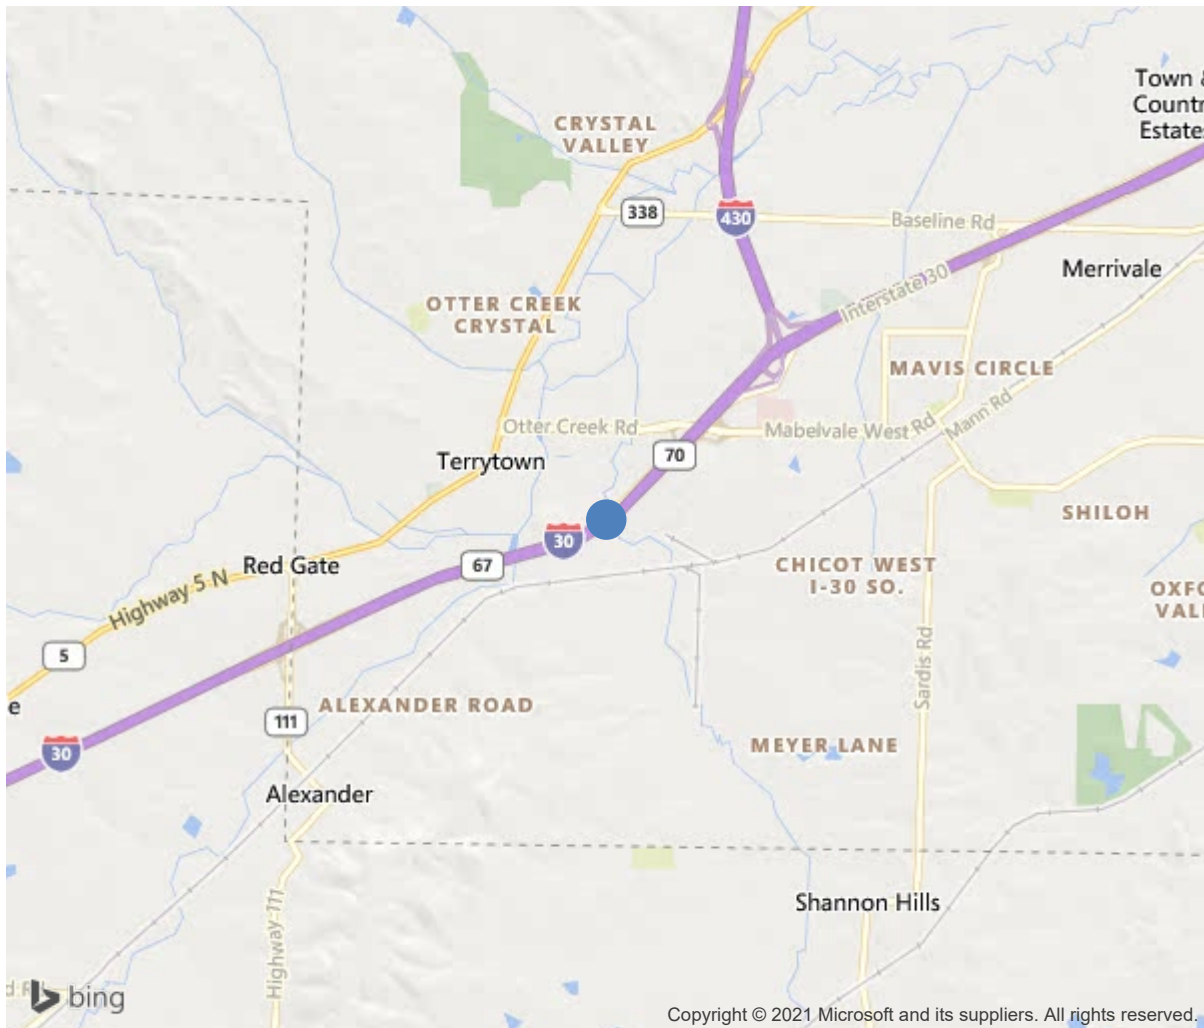 Town &
Countr
Estate
CRYSTAL
VALLEY
338
430
Baseline Rd
Merrivale
Interstate 30
OTTER CREEK
CRYSTAL
MAVIS CIRCLE
Otter Creek Rd
Mabelvale West Rd
Mann Rd
70
Terrytown
SHILOH
30
67
Red Gate
CHICOT WEST
I-30 SO.
OXFO
VALL
Highway 5 N
5
Sardis Rd
e
ALEXANDER ROAD
111
30
MEYER LANE
Alexander
Shannon Hills
Highway 111
d Rd
bing
Copyright © 2021 Microsoft and its suppliers. All rights reserved.